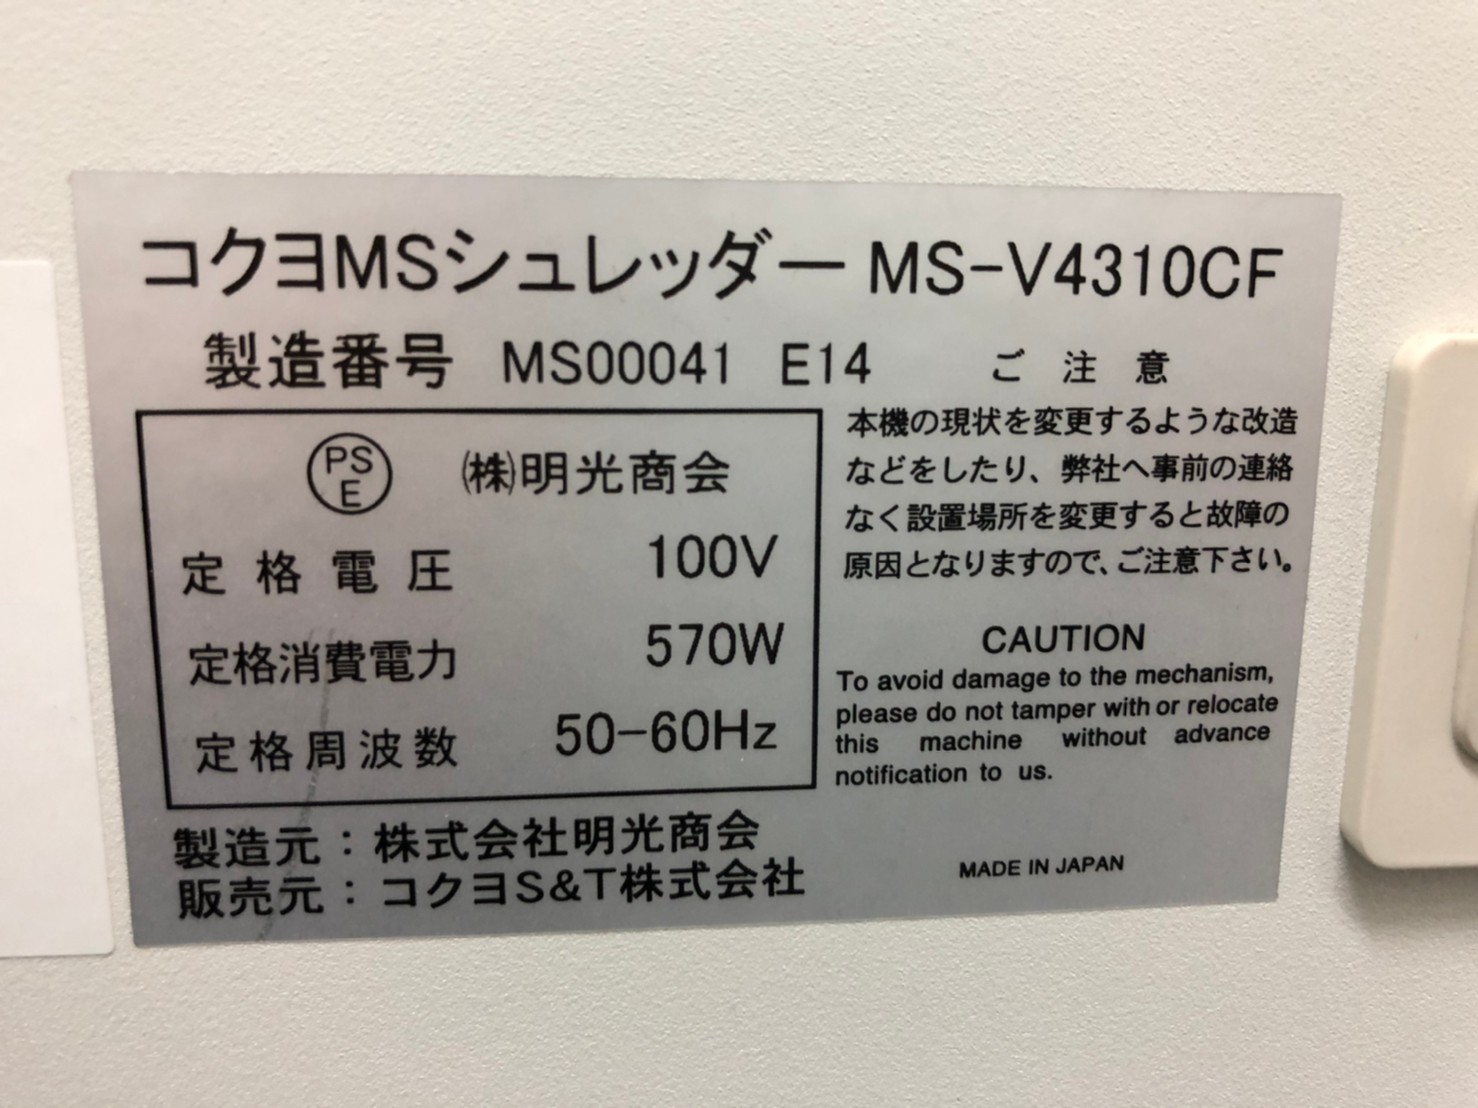 コクヨMSシュレッダー MS-V4310CF
製造番号 MS00041 E14
PSE ㈱明光商会
定格電圧 100V
定格消費電力 570W
定格周波数 50-60Hz
製造元：株式会社明光商会
販売元：コクヨS&T株式会社
ご注意
本機の現状を変更するような改造
などをしたり、弊社へ事前の連絡
なく設置場所を変更すると故障の
原因となりますので、ご注意下さい。
CAUTION
To avoid damage to the mechanism,
please do not tamper with or relocate
this machine without advance
notification to us.
MADE IN JAPAN